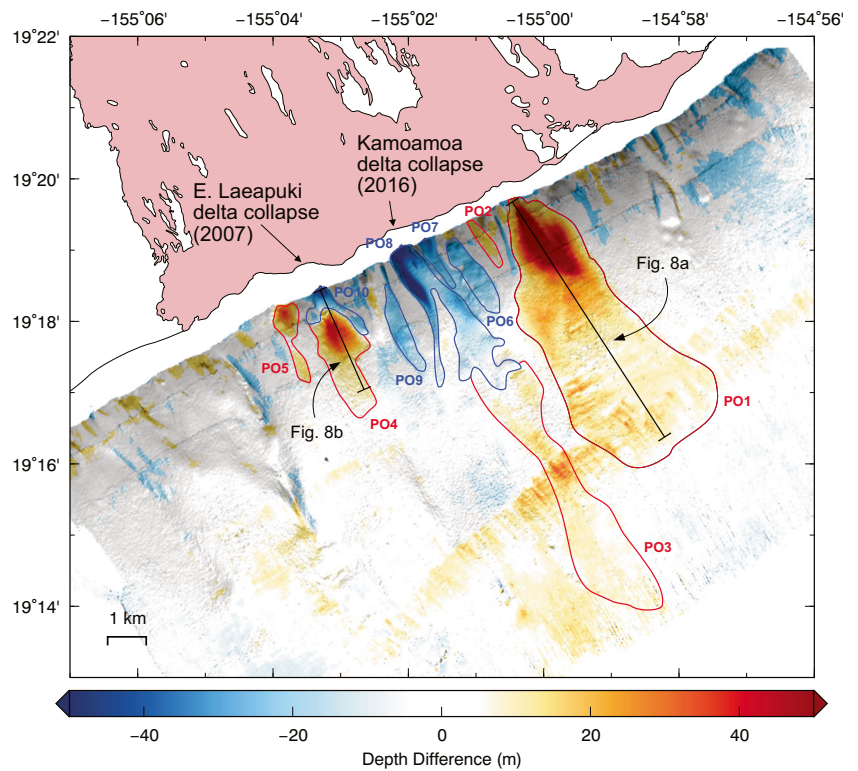 −155°06' −155°04' −155°02' −155°00' −154°58' −154°56'
19°22'
19°20'
19°18'
19°16'
19°14'
Kamoamoa
delta collapse
(2016)
E. Laeapuki
delta collapse
(2007)
PO2
PO7
PO8
Fig. 8a
PO10
PO6
PO5
PO9
PO1
PO4
Fig. 8b
PO3
1 km
−40 −20 0 20 40
Depth Difference (m)